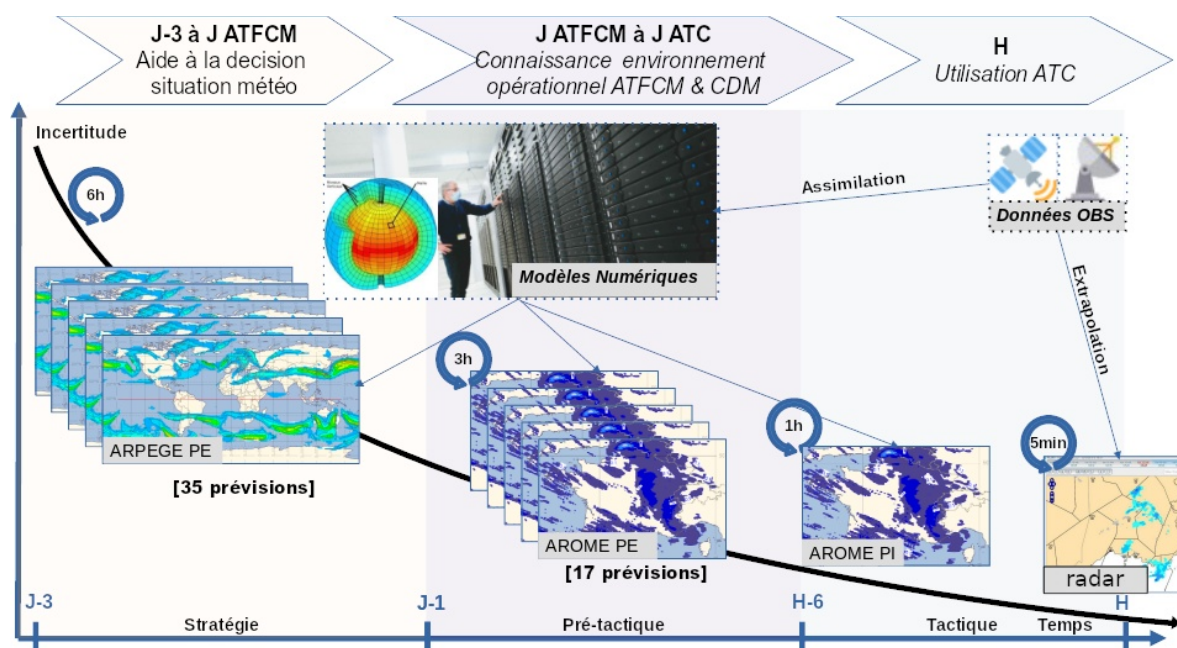 J-3 à J ATFCM
Aide à la decision
situation météo
J ATFCM à J ATC
Connaissance environnement
opérationnel ATFCM & CDM
H
Utilisation ATC
Incertitude
6h
Assimilation
Données OBS
Modèles Numériques
Extrapolation
3h
1h
5min
ARPEGE PE
[35 prévisions]
AROME PE
[17 prévisions]
AROME PI
radar
J-3
J-1
H-6
H
Stratégie
Pré-tactique
Tactique
Temps